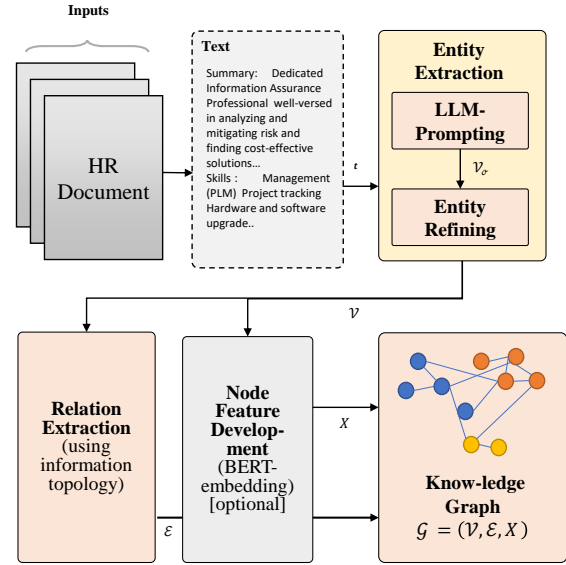 Inputs
HR
Document
Text
Summary: Dedicated
Information Assurance
Professional well-versed
in analyzing and
mitigating risk and
finding cost-effective
solutions…
Skills : Management
(PLM) Project tracking
Hardware and software
upgrade..
t
Entity
Extraction
LLM-
Prompting
𝒱σ
Entity
Refining
𝒱
Relation
Extraction
(using
information
topology)
ℰ
Node
Feature
Develop-
ment
(BERT-
embedding)
[optional]
X
Know-ledge
Graph
𝒢 = (𝒱, ℰ, X)